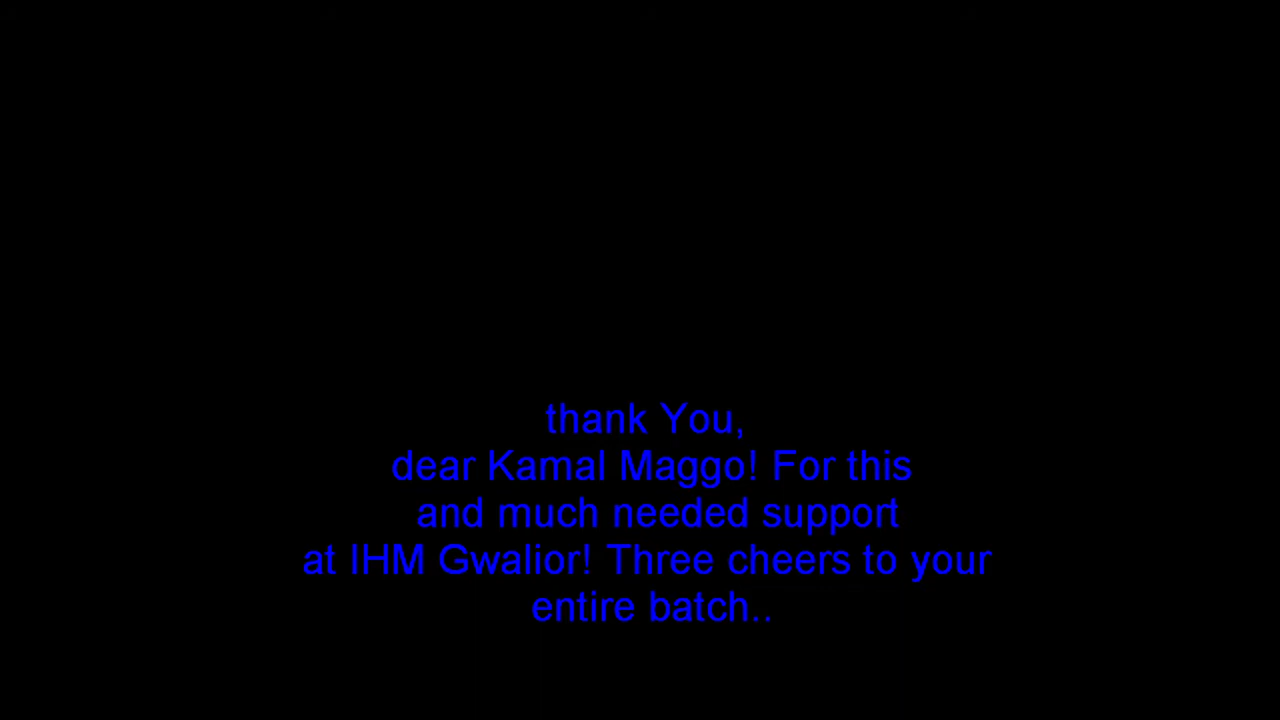 thank You,
dear Kamal Maggo! For this
and much needed support
at IHM Gwalior! Three cheers to your
entire batch..